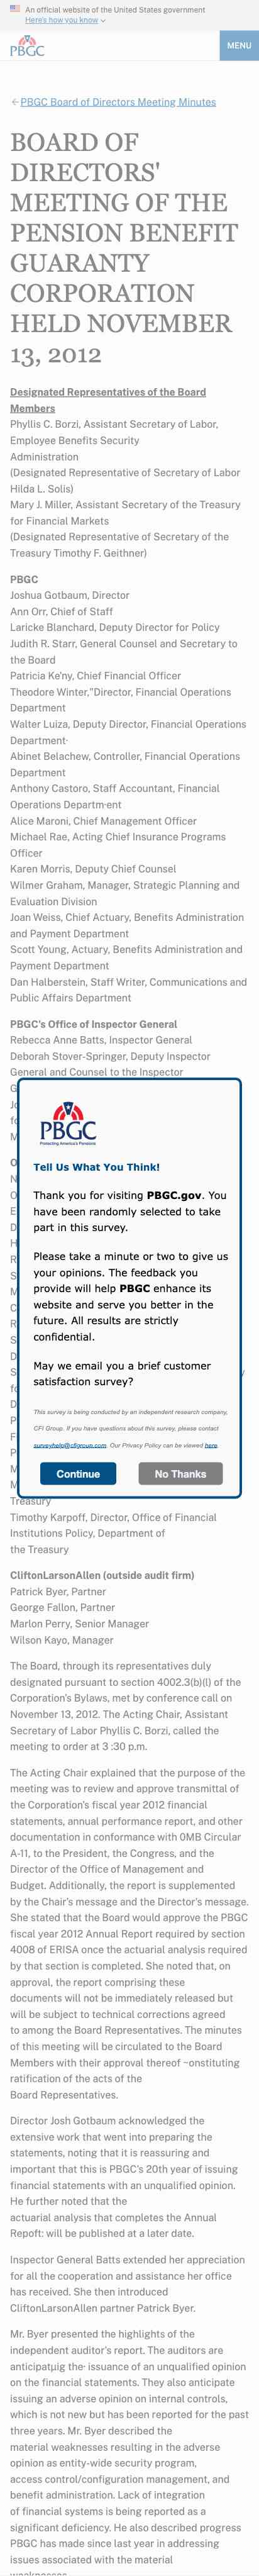 An official website of the United States government
Here's how you know
PBGC
MENU
PBGC Board of Directors Meeting Minutes
BOARD OF
DIRECTORS'
MEETING OF THE
PENSION BENEFIT
GUARANTY
CORPORATION
HELD NOVEMBER
13, 2012
Designated Representatives of the Board
Members
Phyllis C. Borzi, Assistant Secretary of Labor,
Employee Benefits Security
Administration
(Designated Representative of Secretary of Labor
Hilda L. Solis)
Mary J. Miller, Assistant Secretary of the Treasury
for Financial Markets
(Designated Representative of Secretary of the
Treasury Timothy F. Geithner)
PBGC
Joshua Gotbaum, Director
Ann Orr, Chief of Staff
Laricke Blanchard, Deputy Director for Policy
Judith R. Starr, General Counsel and Secretary to
the Board
Patricia Ke'ny, Chief Financial Officer
Theodore Winter,"Director, Financial Operations
Department
Walter Luiza, Deputy Director, Financial Operations
Department·
Abinet Belachew, Controller, Financial Operations
Department
Anthony Castoro, Staff Accountant, Financial
Operations Departm·ent
Alice Maroni, Chief Management Officer
Michael Rae, Acting Chief Insurance Programs
Officer
Karen Morris, Deputy Chief Counsel
Wilmer Graham, Manager, Strategic Planning and
Evaluation Division
Joan Weiss, Chief Actuary, Benefits Administration
and Payment Department
Scott Young, Actuary, Benefits Administration and
Payment Department
Dan Halberstein, Staff Writer, Communications and
Public Affairs Department
PBGC's Office of Inspector General
Rebecca Anne Batts, Inspector General
Deborah Stover-Springer, Deputy Inspector
General and Counsel to the Inspector
PBGC
Protecting America's Pensions
Tell Us What You Think!
Thank you for visiting PBGC.gov. You
have been randomly selected to take
part in this survey.
Please take a minute or two to give us
your opinions. The feedback you
provide will help PBGC enhance its
website and serve you better in the
future. All results are strictly
confidential.
May we email you a brief customer
satisfaction survey?
This survey is being conducted by an independent research company,
CFI Group. If you have questions about this survey, please contact
surveyhelp@cfigroup.com. Our Privacy Policy can be viewed here.
Continue
No Thanks
Treasury
Timothy Karpoff, Director, Office of Financial
Institutions Policy, Department of
the Treasury
CliftonLarsonAllen (outside audit firm)
Patrick Byer, Partner
George Fallon, Partner
Marlon Perry, Senior Manager
Wilson Kayo, Manager
The Board, through its representatives duly
designated pursuant to section 4002.3(b)(l) of the
Corporation's Bylaws, met by conference call on
November 13, 2012. The Acting Chair, Assistant
Secretary of Labor Phyllis C. Borzi, called the
meeting to order at 3 :30 p.m.
The Acting Chair explained that the purpose of the
meeting was to review and approve transmittal of
the Corporation's fiscal year 2012 financial
statements, annual performance report, and other
documentation in conformance with 0MB Circular
A-11, to the President, the Congress, and the
Director of the Office of Management and
Budget. Additionally, the report is supplemented
by the Chair's message and the Director's message.
She stated that the Board would approve the PBGC
fiscal year 2012 Annual Report required by section
4008 of ERISA once the actuarial analysis required
by that section is completed. She noted that, on
approval, the report comprising these
documents will not be immediately released but
will be subject to technical corrections agreed
to among the Board Representatives. The minutes
of this meeting will be circulated to the Board
Members with their approval thereof ~onstituting
ratification of the acts of the
Board Representatives.
Director Josh Gotbaum acknowledged the
extensive work that went into preparing the
statements, noting that it is reassuring and
important that this is PBGC's 20th year of issuing
financial statements with an unqualified opinion.
He further noted that the
actuarial analysis that completes the Annual
Repoft: will be published at a later date.
Inspector General Batts extended her appreciation
for all the cooperation and assistance her office
has received. She then introduced
CliftonLarsonAllen partner Patrick Byer.
Mr. Byer presented the highlights of the
independent auditor's report. The auditors are
anticipatµig the· issuance of an unqualified opinion
on the financial statements. They also anticipate
issuing an adverse opinion on internal controls,
which is not new but has been reported for the past
three years. Mr. Byer described the
material weaknesses resulting in the adverse
opinion as entity-wide security program,
access control/configuration management, and
benefit administration. Lack of integration
of financial systems is being reported as a
significant deficiency. He also described progress
PBGC has made since last year in addressing
issues associated with the material